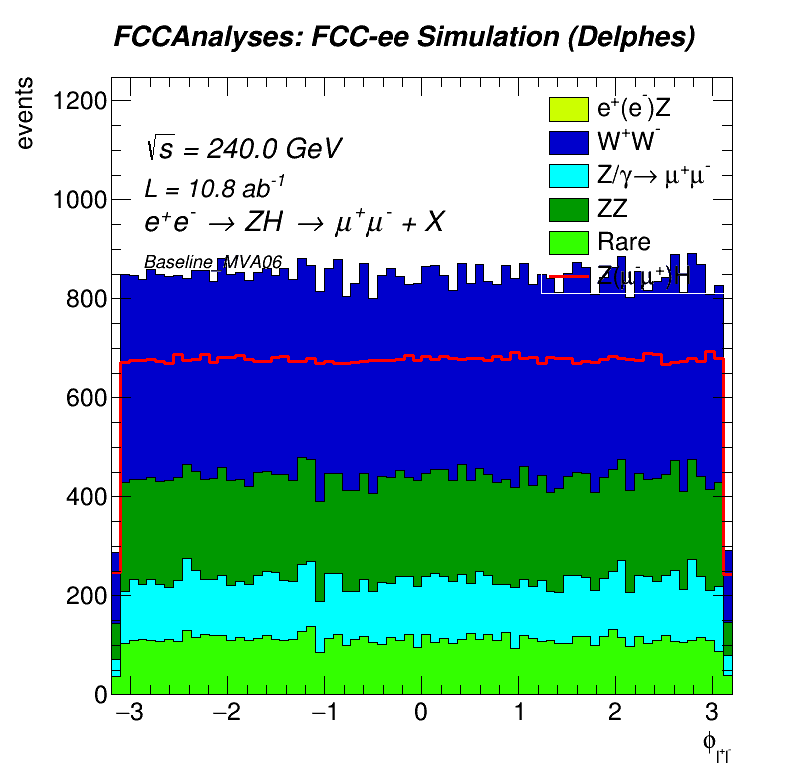 FCCAnalyses: FCC-ee Simulation (Delphes)
events
√s = 240.0 GeV
L = 10.8 ab⁻¹
e⁺e⁻ → ZH → μ⁺μ⁻ + X
Baseline_MVA06
e⁺(e⁻)Z
W⁺W⁻
Z/γ→ μ⁺μ⁻
ZZ
Rare
Z(μ⁻μ⁺)H
1200
1000
800
600
400
200
0
−3 −2 −1 0 1 2 3
ϕ_l⁺l⁻